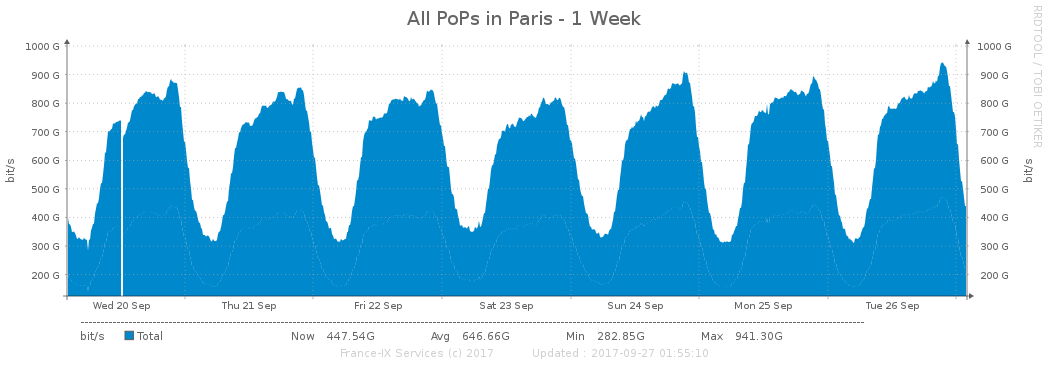 All PoPs in Paris - 1 Week
RRDTOOL / TOBI OETIKER
1000 G 1000 G
900 G 900 G
800 G 800 G
700 G 700 G
600 G 600 G
500 G 500 G
400 G 400 G
300 G 300 G
200 G 200 G
bit/s bit/s
Wed 20 Sep Thu 21 Sep Fri 22 Sep Sat 23 Sep Sun 24 Sep Mon 25 Sep Tue 26 Sep
bit/s Total Now 447.54G Avg 646.66G Min 282.85G Max 941.30G
France-IX Services (c) 2017 Updated : 2017-09-27 01:55:10